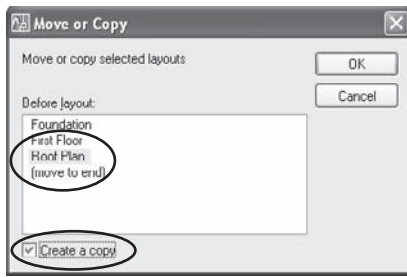 Move or Copy
Move or copy selected layouts
OK
Cancel
Before layout:
Foundation
First Floor
Roof Plan
(move to end)
Create a copy